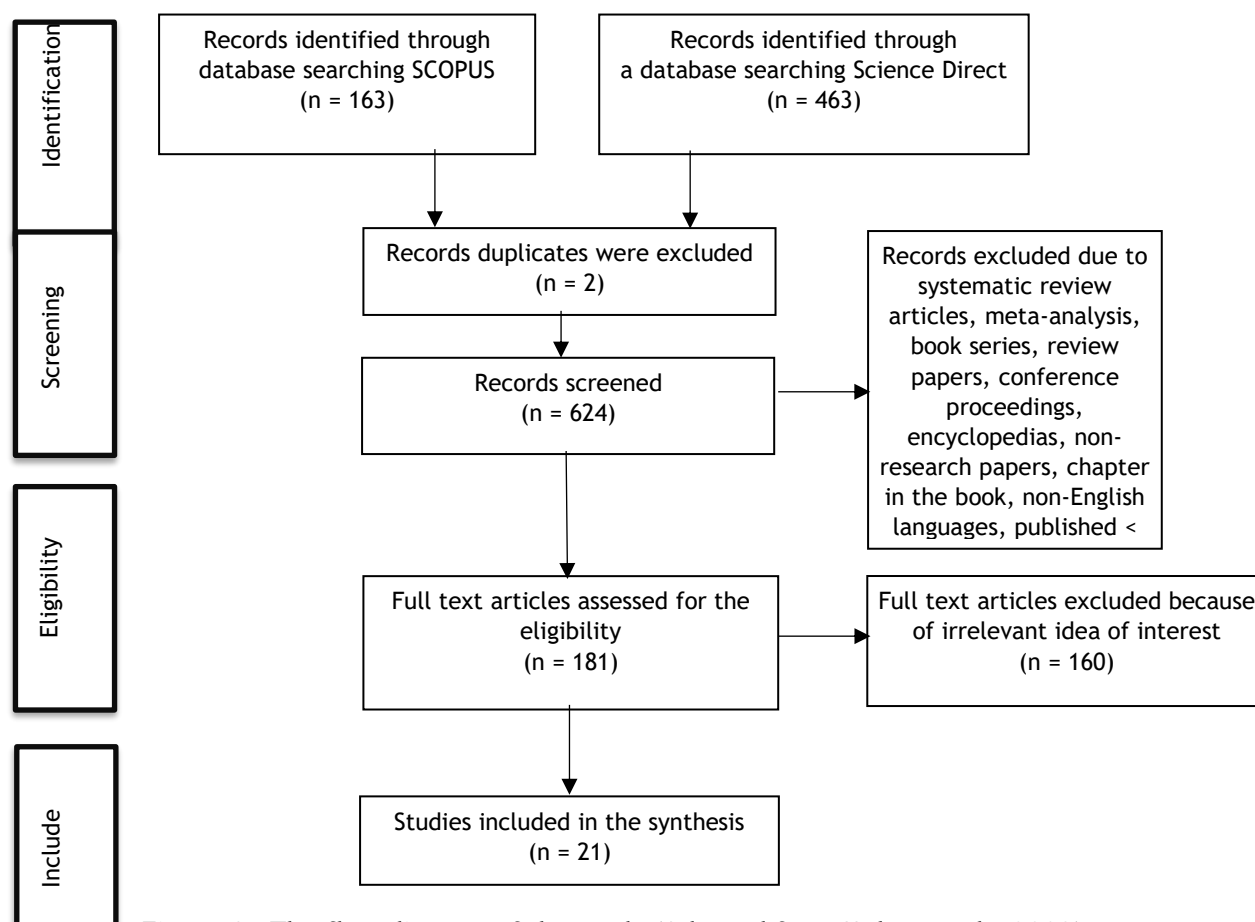 Identification
Records identified through
database searching SCOPUS
(n = 163)
Records identified through
a database searching Science Direct
(n = 463)
Screening
Records duplicates were excluded
(n = 2)
Records screened
(n = 624)
Records excluded due to
systematic review
articles, meta-analysis,
book series, review
papers, conference
proceedings,
encyclopedias, non-
research papers, chapter
in the book, non-English
languages, published <
Eligibility
Full text articles assessed for the
eligibility
(n = 181)
Full text articles excluded because
of irrelevant idea of interest
(n = 160)
Include
Studies included in the synthesis
(n = 21)